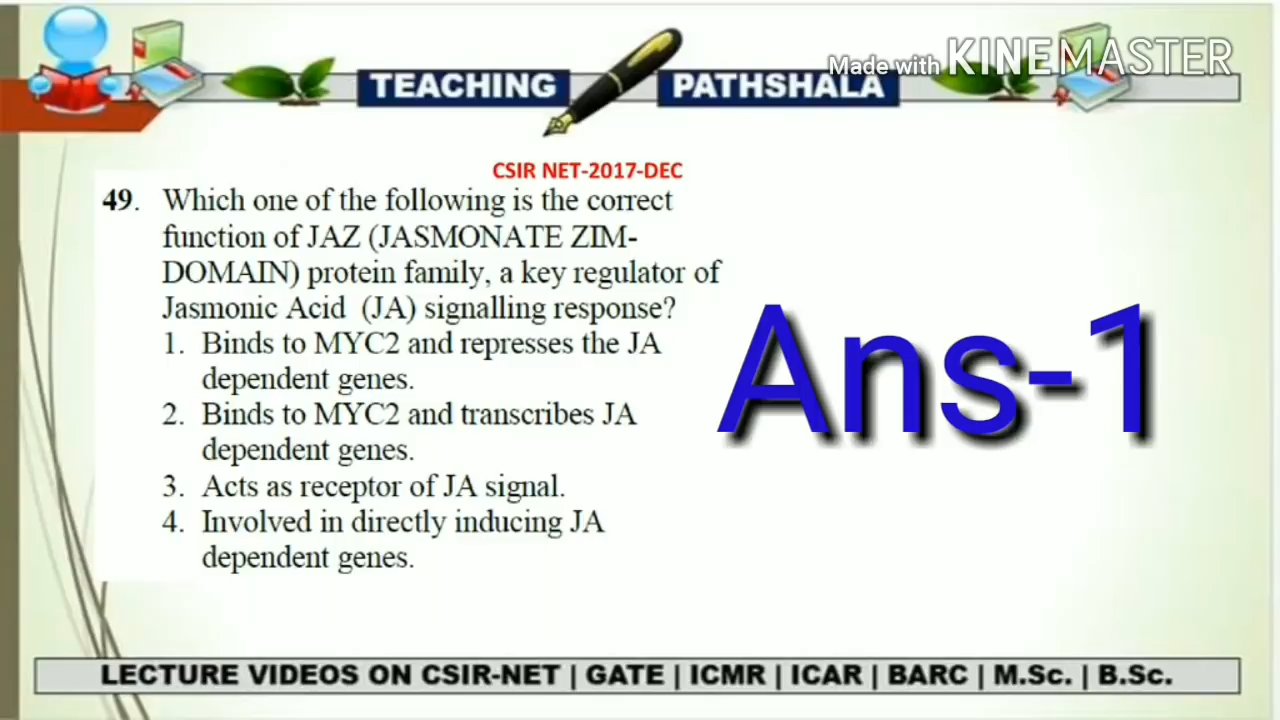 Made with KINEMASTER
TEACHING PATHSHALA
CSIR NET-2017-DEC
49. Which one of the following is the correct
function of JAZ (JASMONATE ZIM-
DOMAIN) protein family, a key regulator of
Jasmonic Acid (JA) signalling response?
1. Binds to MYC2 and represses the JA
dependent genes.
2. Binds to MYC2 and transcribes JA
dependent genes.
3. Acts as receptor of JA signal.
4. Involved in directly inducing JA
dependent genes.
Ans-1
LECTURE VIDEOS ON CSIR-NET | GATE | ICMR | ICAR | BARC | M.Sc. | B.Sc.